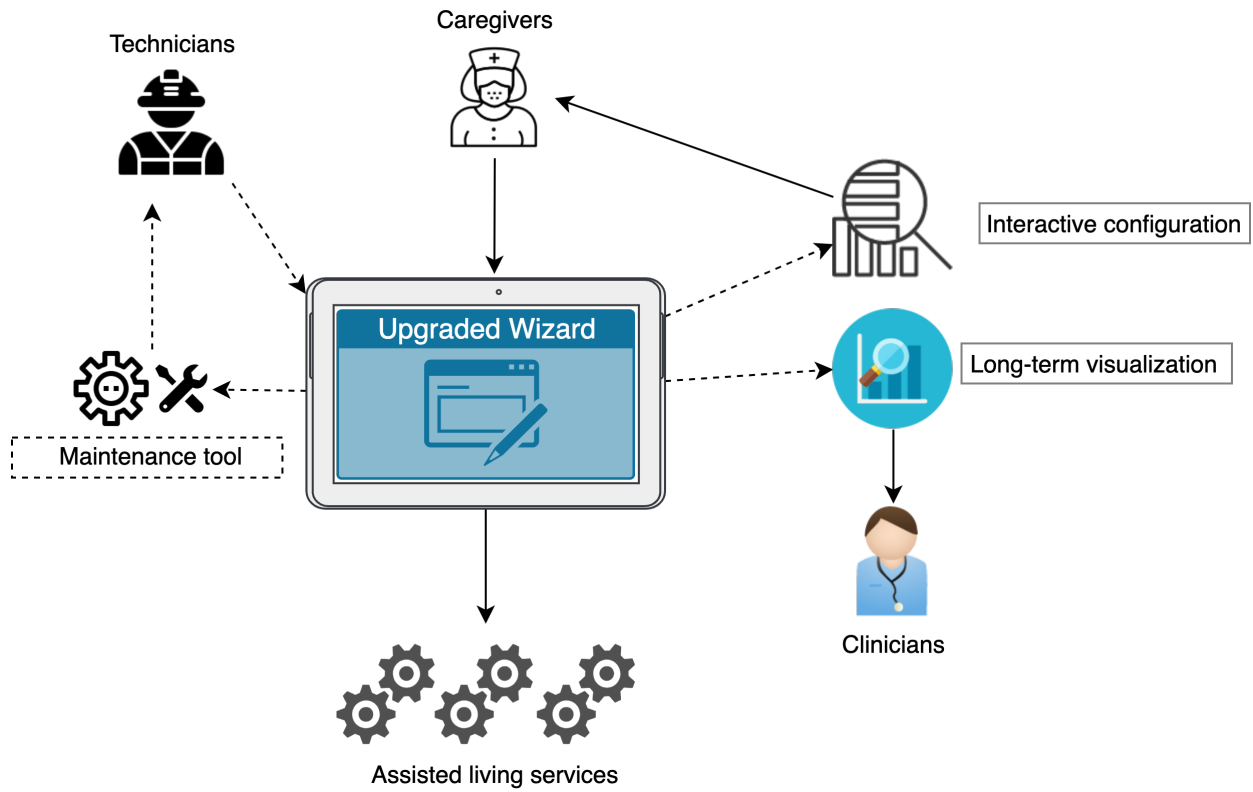 Caregivers
Technicians
Interactive configuration
Upgraded Wizard
Long-term visualization
Maintenance tool
Clinicians
Assisted living services